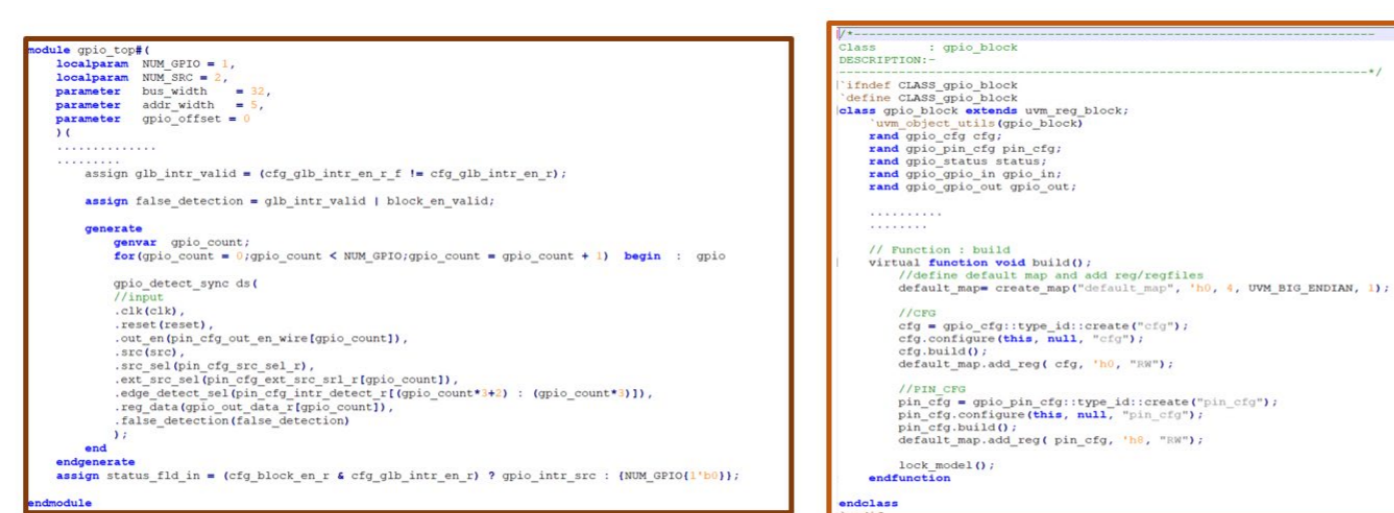 module gpio_top#(
localparam NUM_GPIO = 1,
localparam NUM_SRC = 2,
parameter bus_width = 32,
parameter addr_width = 5,
parameter gpio_offset = 0
)(
..............
.........
assign glb_intr_valid = (cfg_glb_intr_en_r_f != cfg_glb_intr_en_r);
assign false_detection = glb_intr_valid | block_en_valid;
generate
genvar gpio_count;
for(gpio_count = 0;gpio_count < NUM_GPIO;gpio_count = gpio_count + 1) begin : gpio
gpio_detect_sync ds(
//input
.clk(clk),
.reset(reset),
.out_en(pin_cfg_out_en_wire[gpio_count]),
.src(src),
.src_sel(pin_cfg_src_sel_r),
.ext_src_sel(pin_cfg_ext_src_srl_r[gpio_count]),
.edge_detect_sel(pin_cfg_intr_detect_r[(gpio_count*3+2) : (gpio_count*3)]),
.reg_data(gpio_out_data_r[gpio_count]),
.false_detection(false_detection)
);
end
endgenerate
assign status_fld_in = (cfg_block_en_r & cfg_glb_intr_en_r) ? gpio_intr_src : {NUM_GPIO{1'b0}};
endmodule
/*----------------------------------------------------------------------
Class : gpio_block
DESCRIPTION:-
----------------------------------------------------------------------*/
`ifndef CLASS_gpio_block
`define CLASS_gpio_block
class gpio_block extends uvm_reg_block;
`uvm_object_utils(gpio_block)
rand gpio_cfg cfg;
rand gpio_pin_cfg pin_cfg;
rand gpio_status status;
rand gpio_gpio_in gpio_in;
rand gpio_gpio_out gpio_out;
..........
........
// Function : build
virtual function void build();
//define default map and add reg/regfiles
default_map= create_map("default_map", 'h0, 4, UVM_BIG_ENDIAN, 1);
//CFG
cfg = gpio_cfg::type_id::create("cfg");
cfg.configure(this, null, "cfg");
cfg.build();
default_map.add_reg( cfg, 'h0, "RW");
//PIN_CFG
pin_cfg = gpio_pin_cfg::type_id::create("pin_cfg");
pin_cfg.configure(this, null, "pin_cfg");
pin_cfg.build();
default_map.add_reg( pin_cfg, 'h8, "RW");
lock_model();
endfunction
endclass